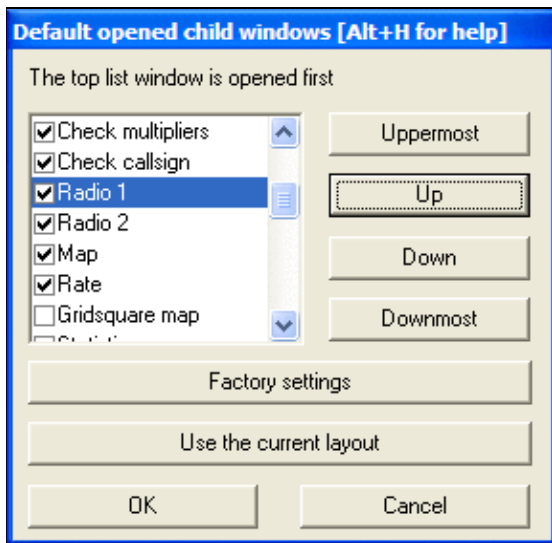 Default opened child windows [Alt+H for help]
The top list window is opened first
Check multipliers
Check callsign
Radio 1
Radio 2
Map
Rate
Gridsquare map
Uppermost
Up
Down
Downmost
Factory settings
Use the current layout
OK
Cancel